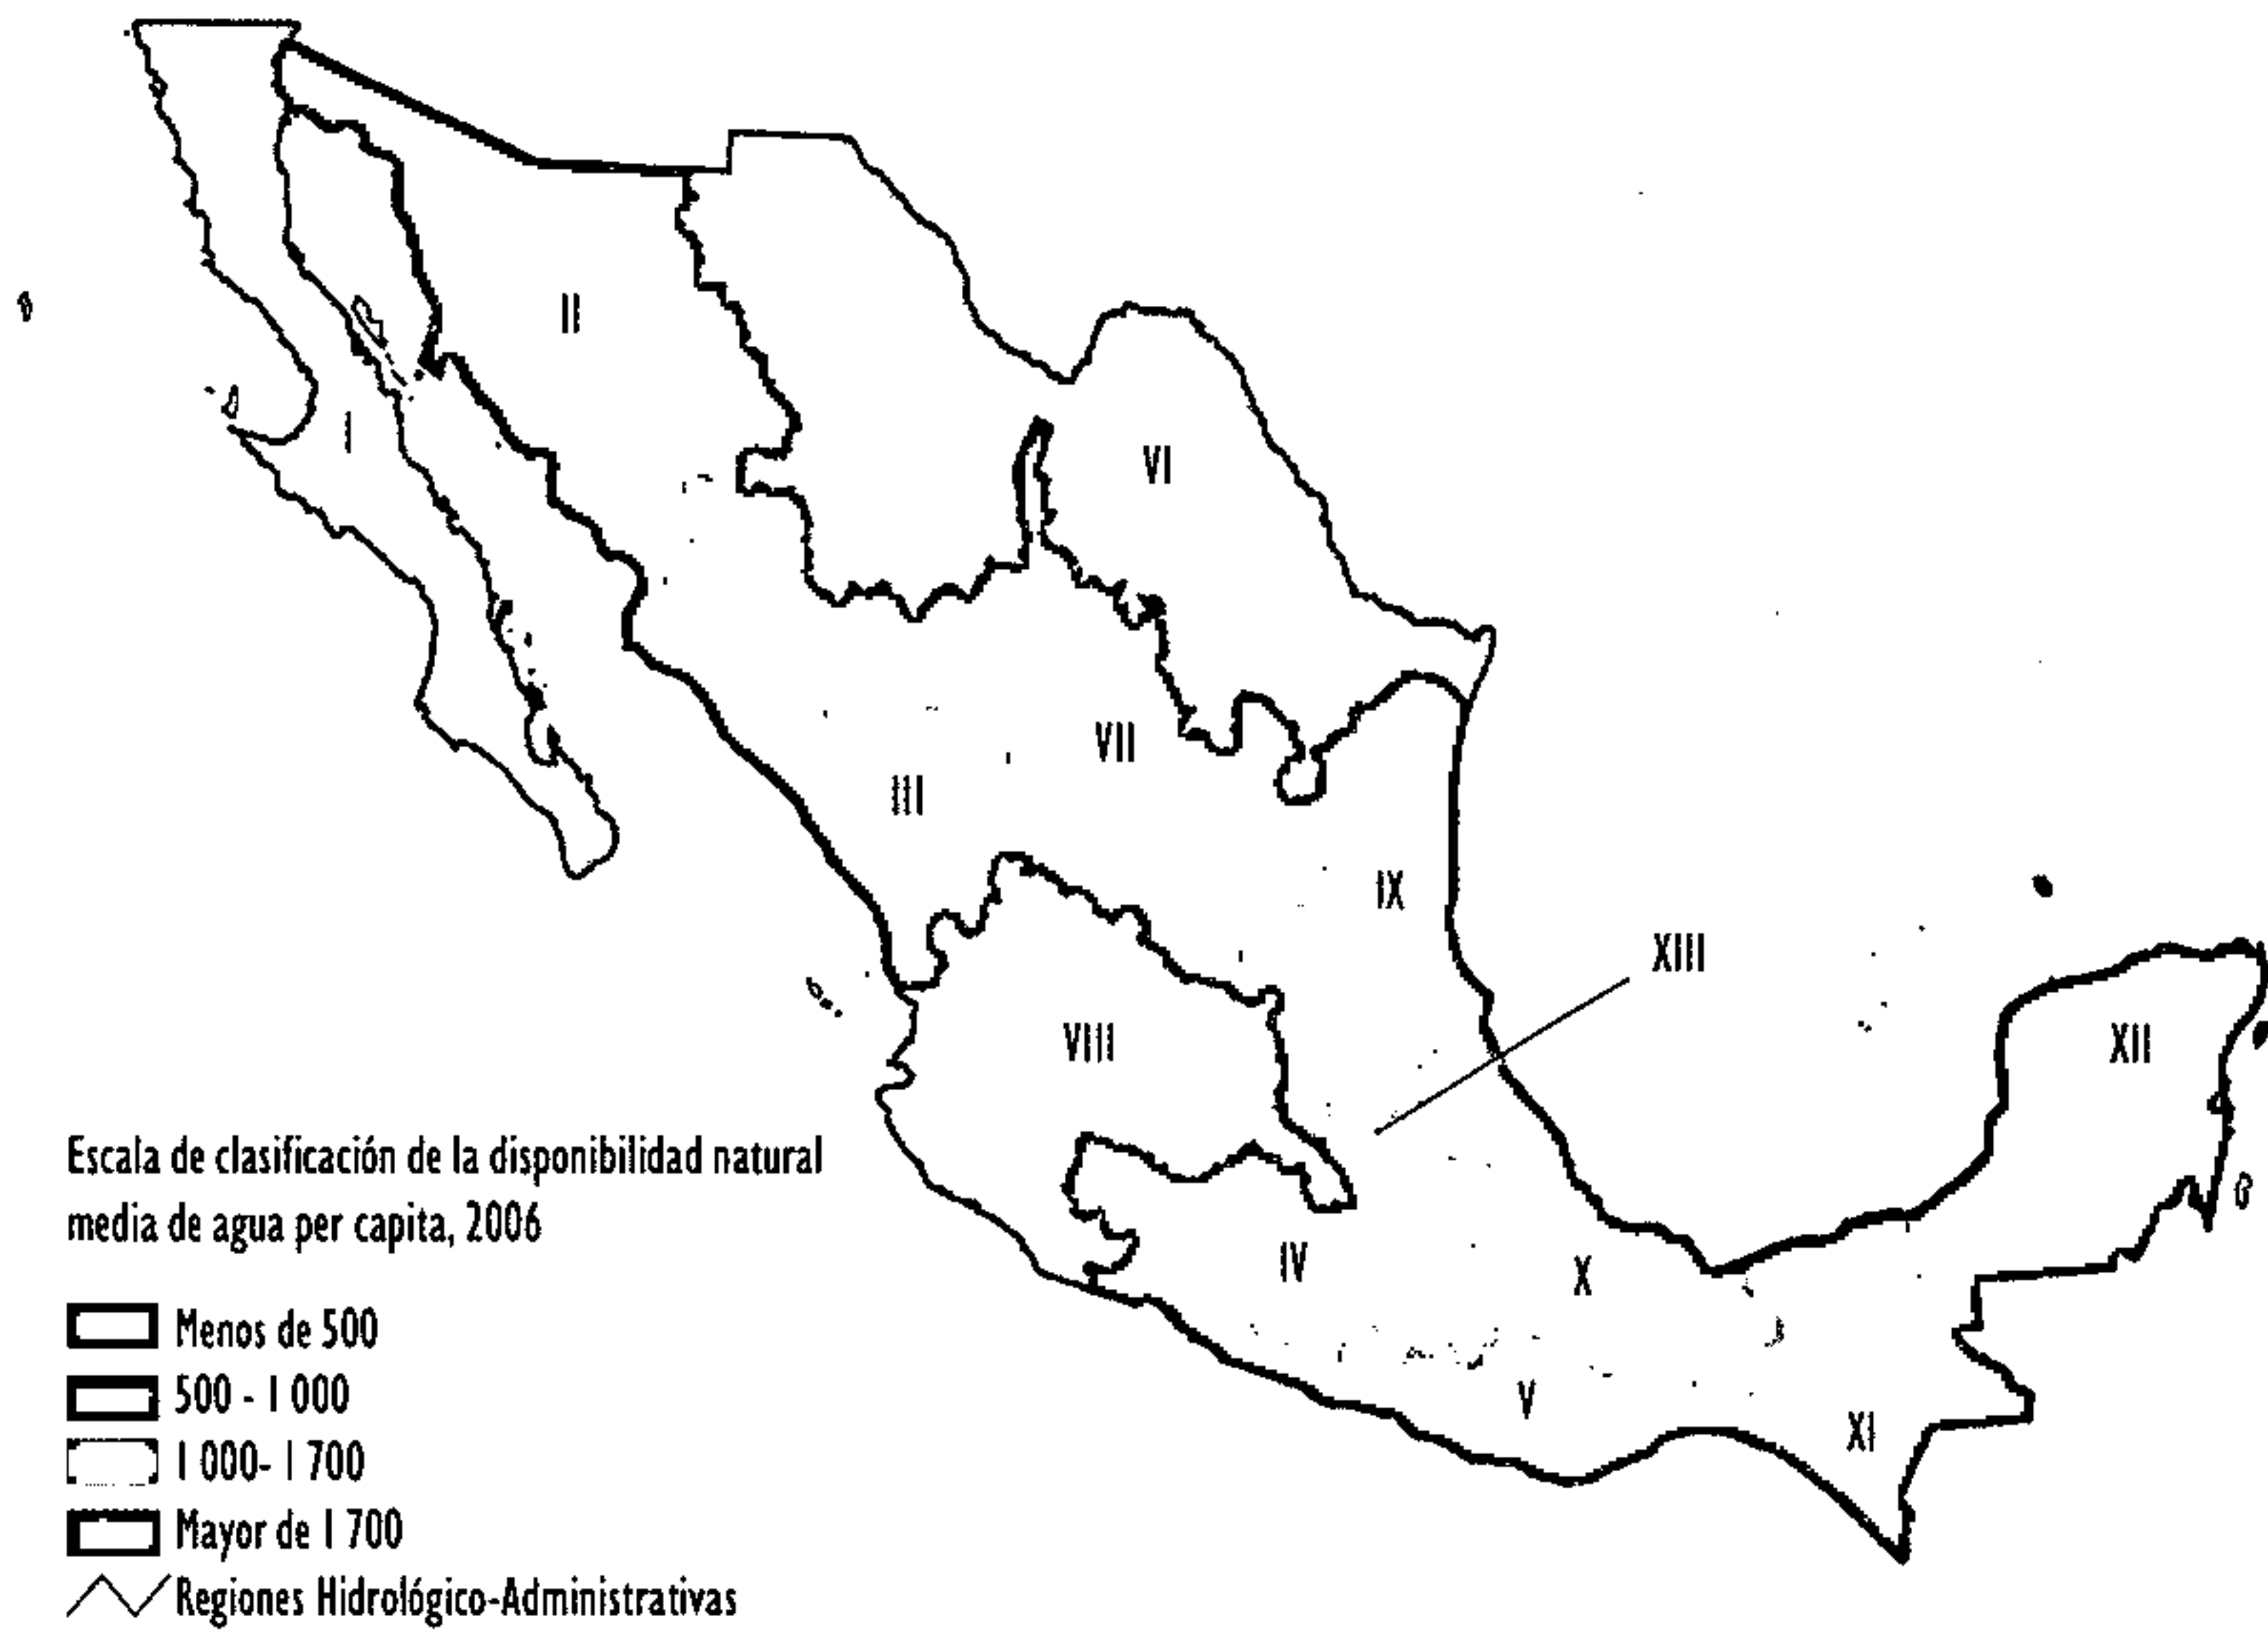 II
I
VI
VII
III
IX
XIII
VIII
XII
IV
X
V
XI
Escala de clasificación de la disponibilidad natural
media de agua per capita, 2006
Menos de 500
500 - 1 000
1 000- 1 700
Mayor de 1 700
Regiones Hidrológico-Administrativas